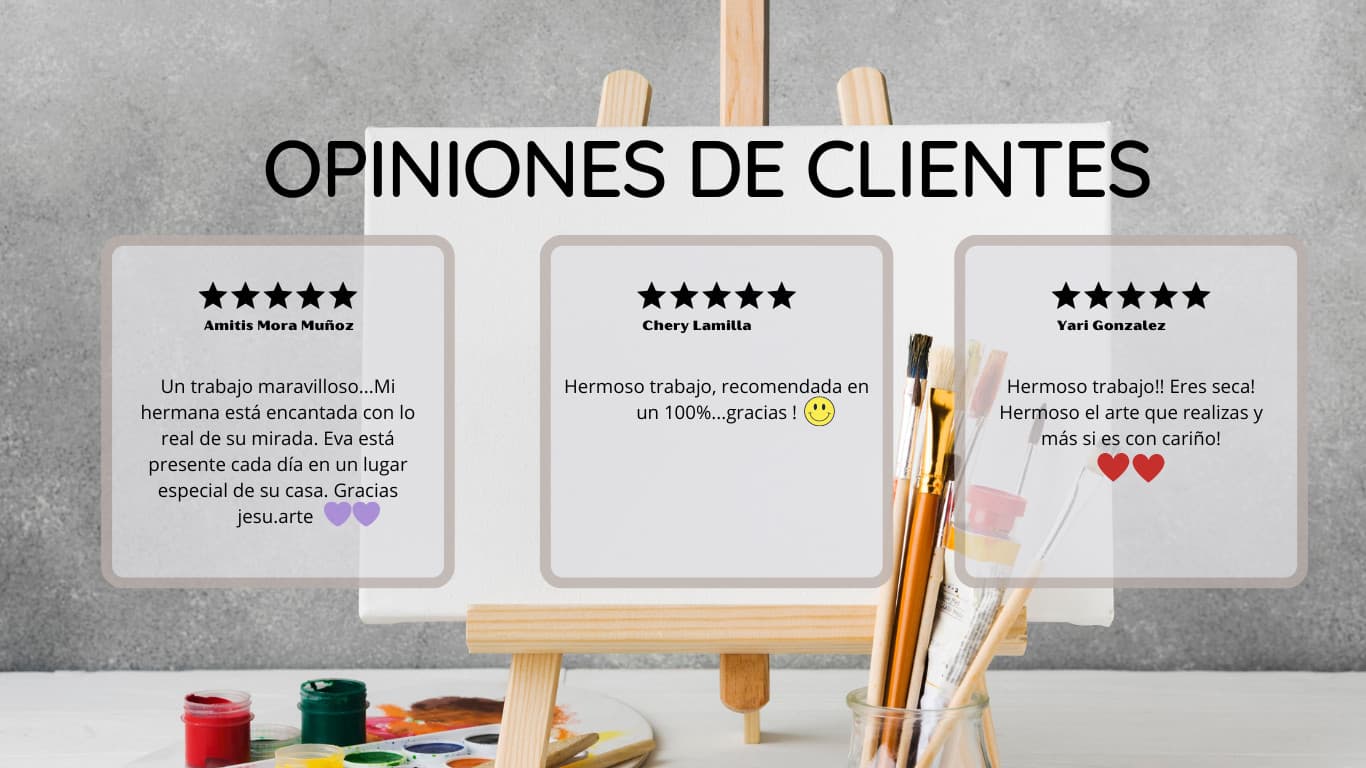 OPINIONES DE CLIENTES
Amitis Mora Muñoz
Un trabajo maravilloso...Mi
hermana está encantada con lo
real de su mirada. Eva está
presente cada día en un lugar
especial de su casa. Gracias
jesu.arte 💜💜
Chery Lamilla
Hermoso trabajo, recomendada en
un 100%...gracias ! 🙂
Yari Gonzalez
Hermoso trabajo!! Eres seca!
Hermoso el arte que realizas y
más si es con cariño!
❤️❤️